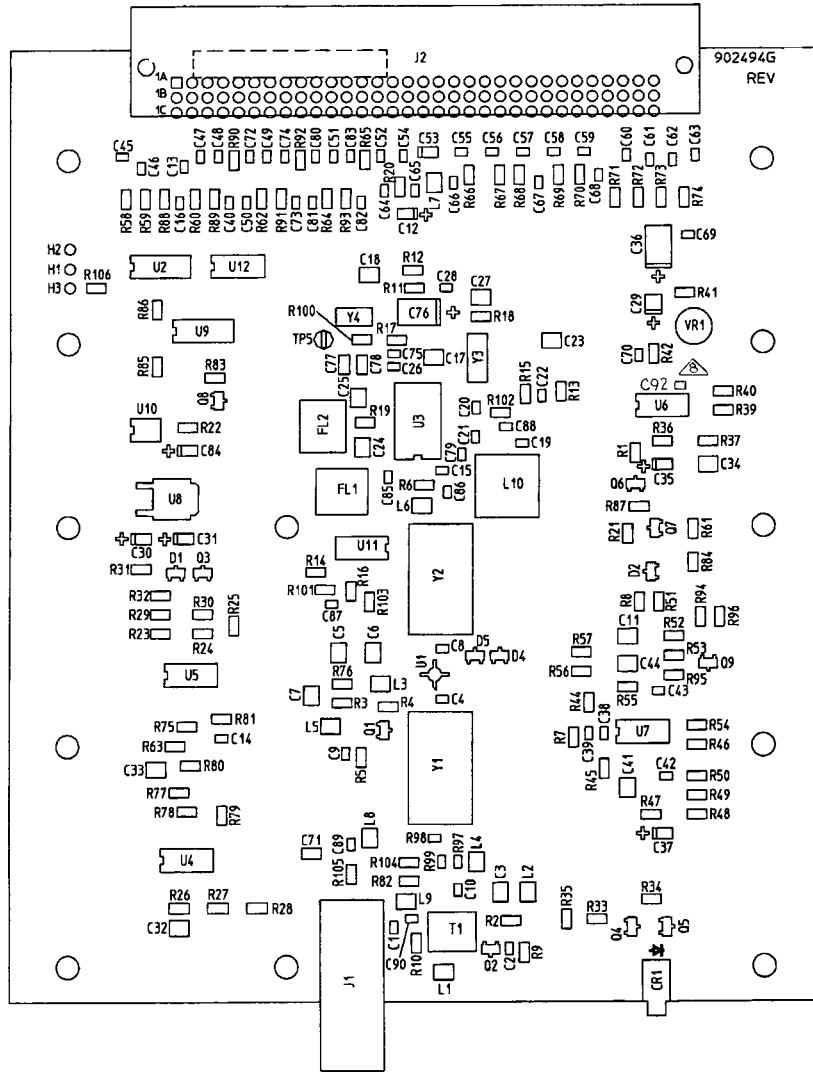 J2
902494G
REV
1A
1B
1C
C45
C46
C13
C47
C48
R90
C72
C49
C74
R92
C80
C51
C83
R65
C52
C54
C53
C55
C56
C57
C58
C59
C60
C61
C62
C63
R20
C65
C64
L7
C66
R66
R67
R68
C67
R69
R70
C68
R71
R72
R73
R74
R58
R59
R88
C16
R60
R89
C40
C50
R62
R91
C73
C81
R64
R93
C82
C12
H2
H1
H3
R106
U2
U12
C18
R12
R11
C28
C27
C36
C69
R86
U9
R100
Y4
C76
R18
R41
C29
VR1
TP5
R17
C75
C26
C17
Y3
C23
C70
R42
8
R85
R83
Q8
C77
C78
C25
R15
C22
R13
C92
R40
R39
U6
U10
R22
C84
FL2
R19
C24
U3
C20
R102
C88
C21
C19
C79
R1
R36
R37
C35
C34
Q6
U8
FL1
C85
R6
C15
C86
L6
L10
R87
C30
C31
R21
Q7
R61
D1
Q3
R31
U11
Y2
R14
R101
R16
R103
C87
D2
R84
R32
R29
R23
R30
R24
R25
R8
R51
R94
R96
C5
C6
C8
U1
D5
D4
R57
R56
C11
R52
C44
R53
R95
Q9
R55
C43
U5
R76
L3
C7
R3
R4
C4
R44
R75
R81
R63
C14
L5
Q1
Y1
R7
C39
C38
U7
R54
R46
C33
R80
C9
R5
R45
C41
C42
R50
R49
R77
R78
R79
R47
R48
L8
C37
U4
C71
C89
R105
R98
R104
R99
R97
L4
R82
C10
C3
L2
R26
R27
R28
C32
L9
R35
R33
R34
C1
C90
R10
T1
R2
Q2
C2
R9
Q4
Q5
J1
L1
CR1